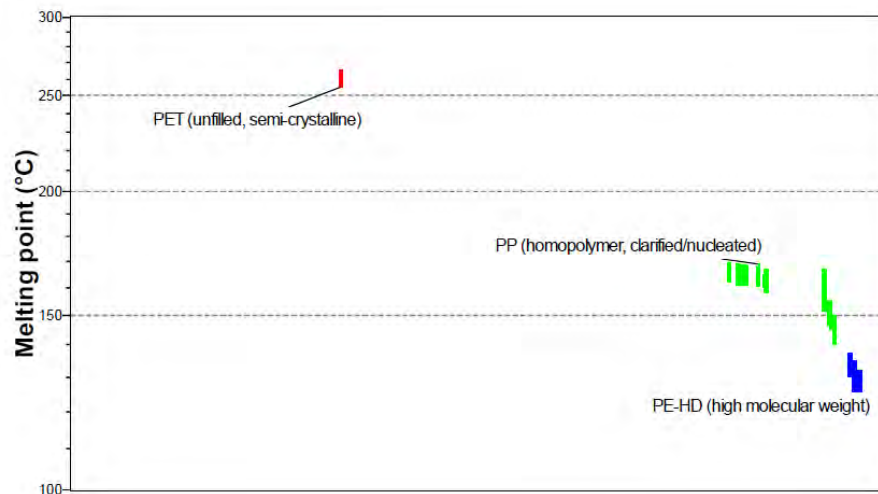 300
250
PET (unfilled, semi-crystalline)
200
Melting point (°C)
PP (homopolymer, clarified/nucleated)
150
PE-HD (high molecular weight)
100